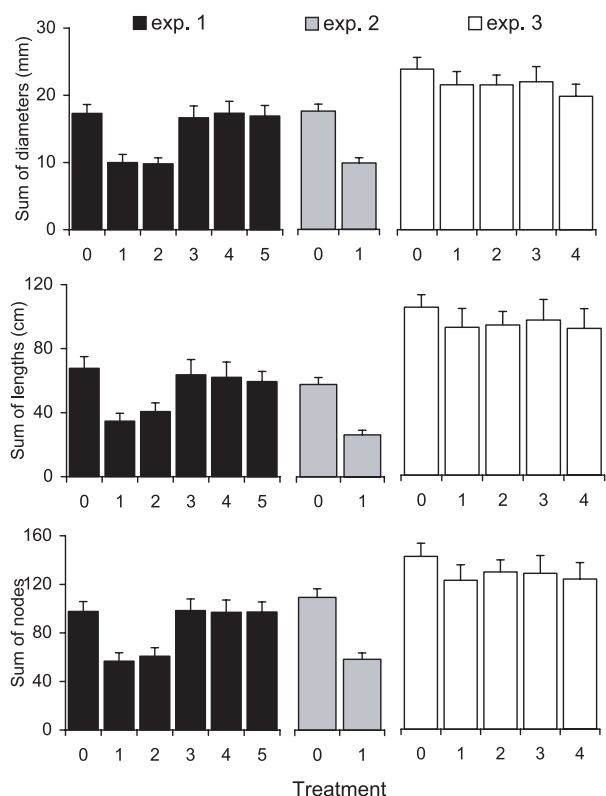 exp. 1 exp. 2 exp. 3
Sum of diameters (mm)
30
20
10
0
0 1 2 3 4 5 0 1 0 1 2 3 4
Sum of lengths (cm)
120
80
40
0
0 1 2 3 4 5 0 1 0 1 2 3 4
Sum of nodes
160
120
80
40
0
0 1 2 3 4 5 0 1 0 1 2 3 4
Treatment